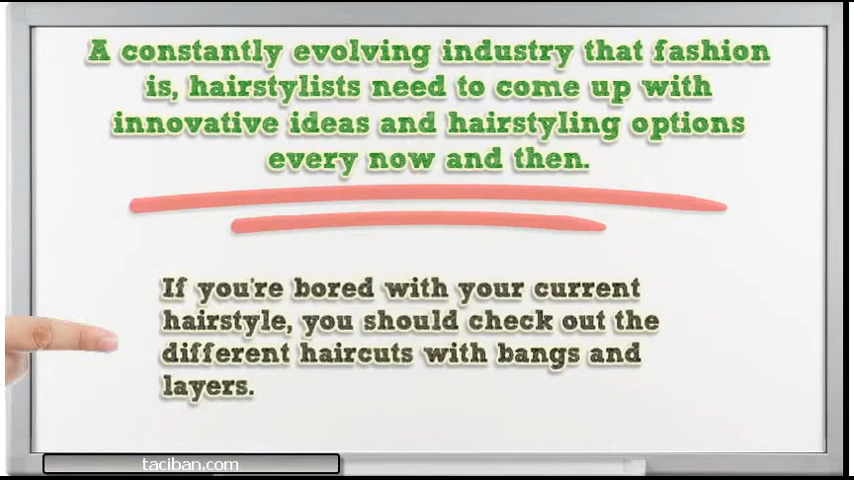 A constantly evolving industry that fashion
is, hairstylists need to come up with
innovative ideas and hairstyling options
every now and then.
If you're bored with your current
hairstyle, you should check out the
different haircuts with bangs and
layers.
taciban.com